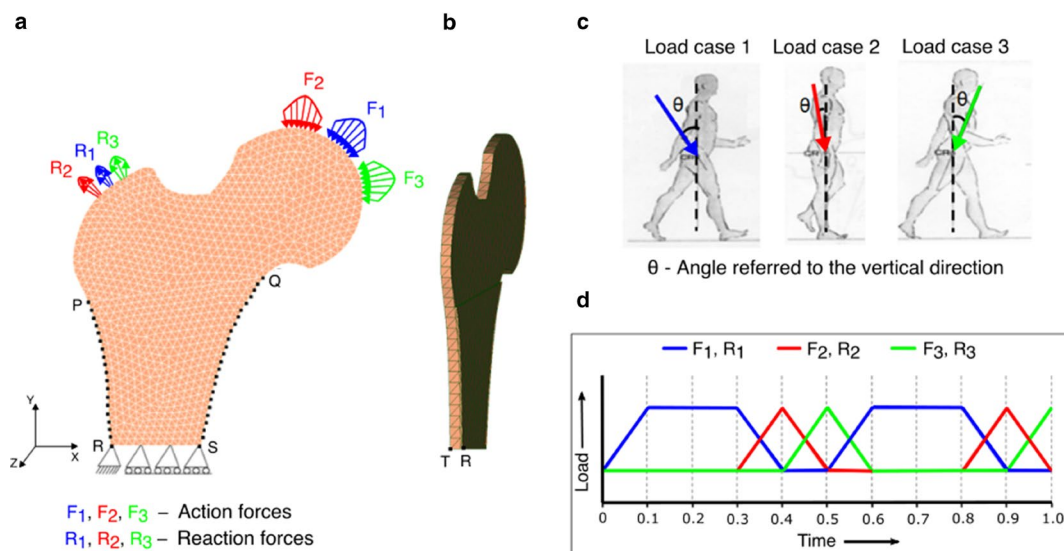 a
F2
F1
R3
R1
R2
F3
Q
P
Y
R
S
X
Z
F1, F2, F3 – Action forces
R1, R2, R3 – Reaction forces
b
T R
c
Load case 1 Load case 2 Load case 3
θ θ θ
θ - Angle referred to the vertical direction
d
F1, R1 F2, R2 F3, R3
Load
0 0.1 0.2 0.3 0.4 0.5 0.6 0.7 0.8 0.9 1.0
Time